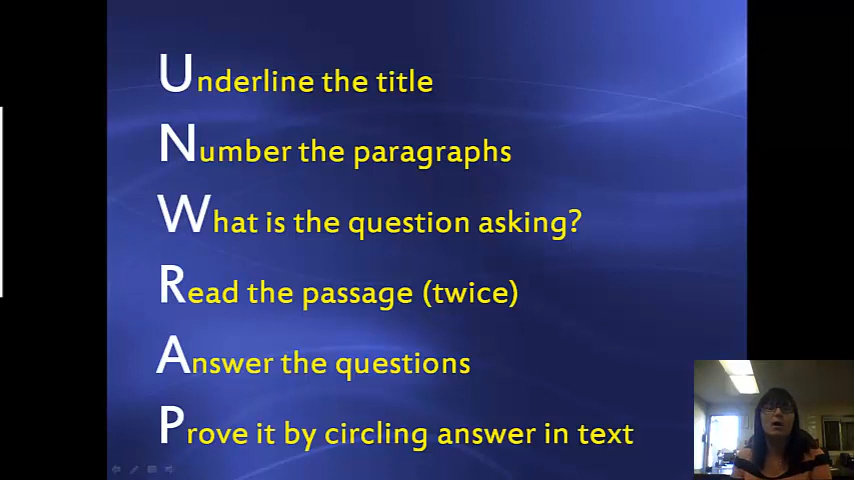 Underline the title
Number the paragraphs
What is the question asking?
Read the passage (twice)
Answer the questions
Prove it by circling answer in text